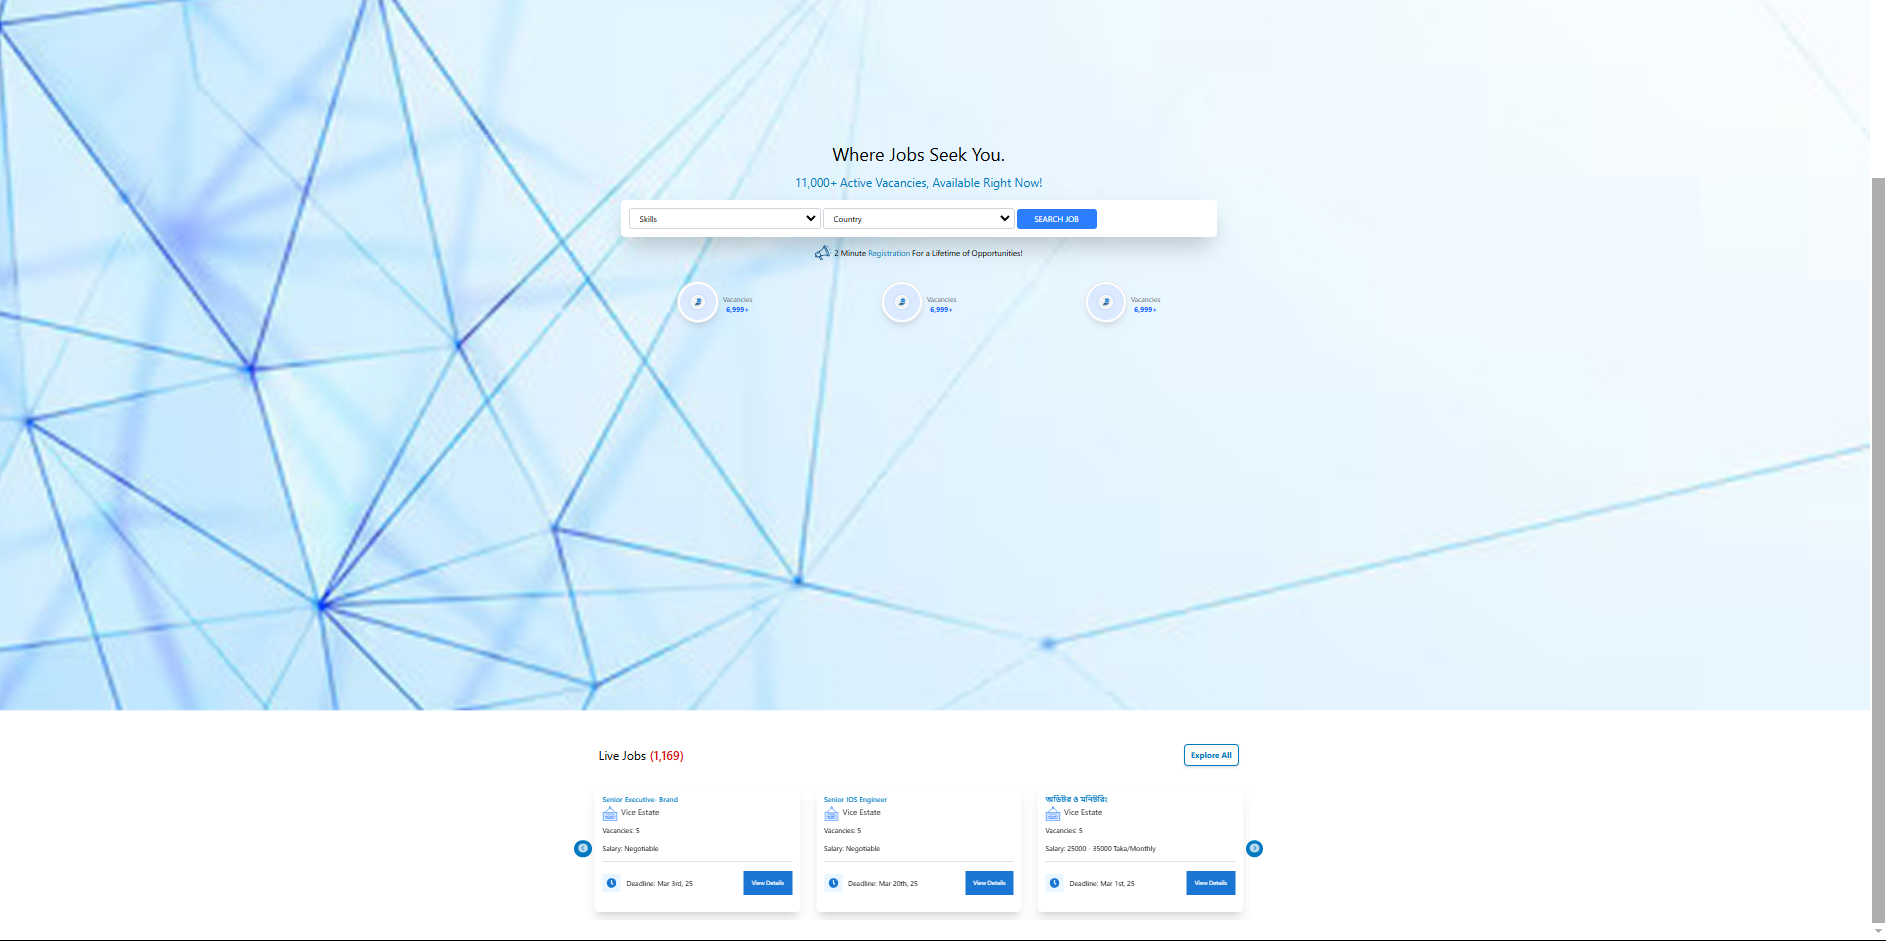 Where Jobs Seek You.
11,000+ Active Vacancies, Available Right Now!
Skills
Country
SEARCH JOB
2 Minute Registration For a Lifetime of Opportunities!
Vacancies
6,999+
Vacancies
6,999+
Vacancies
6,999+
Live Jobs (1,169)
Explore All
Senior Executive- Brand
Vice Estate
Vacancies: 5
Salary: Negotiable
Deadline: Mar 3rd, 25
View Details
Senior IOS Engineer
Vice Estate
Vacancies: 5
Salary: Negotiable
Deadline: Mar 20th, 25
View Details
অডিটর ও মনিটরিং
Vice Estate
Vacancies: 5
Salary: 25000 - 35000 Taka/Monthly
Deadline: Mar 1st, 25
View Details